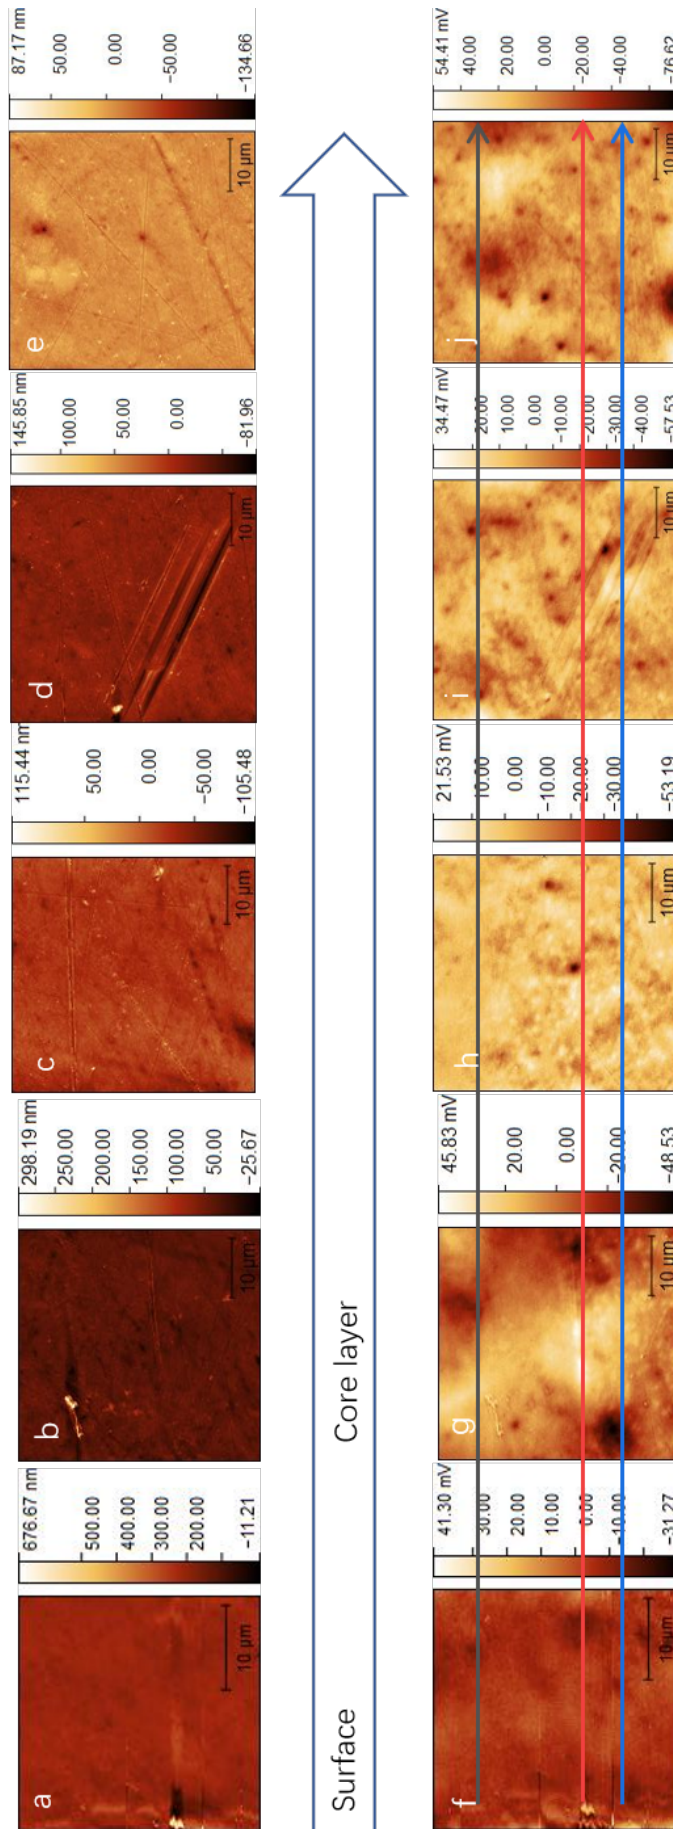 a
10 µm
676.67 nm
500.00
400.00
300.00
200.00
−11.21
b
10 µm
298.19 nm
250.00
200.00
150.00
100.00
50.00
−25.67
c
10 µm
115.44 nm
50.00
0.00
−50.00
−105.48
d
10 µm
145.85 nm
100.00
50.00
0.00
−81.96
e
10 µm
87.17 nm
50.00
0.00
−50.00
−134.66
Surface
Core layer
f
10 µm
41.30 mV
30.00
20.00
10.00
0.00
−10.00
−31.27
g
10 µm
45.83 mV
20.00
0.00
−20.00
−48.53
h
10 µm
21.53 mV
10.00
0.00
−10.00
−20.00
−30.00
−53.19
i
10 µm
34.47 mV
20.00
10.00
0.00
−10.00
−20.00
−30.00
−40.00
−57.53
j
10 µm
54.41 mV
40.00
20.00
0.00
−20.00
−40.00
−76.62